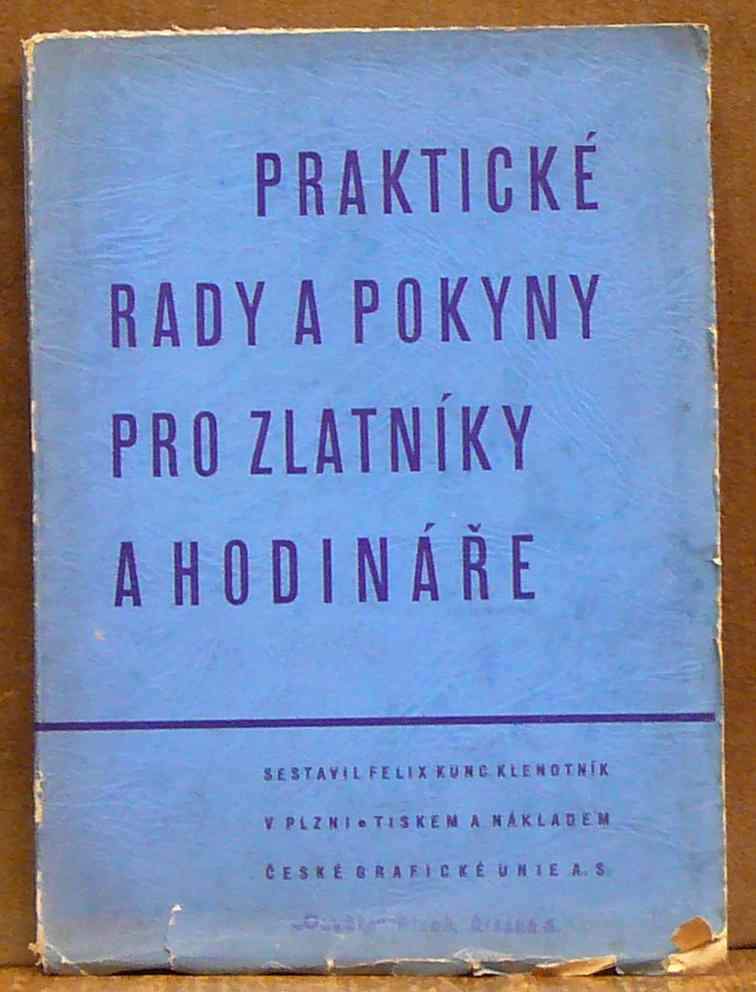 PRAKTICKÉ
RADY A POKYNY
PRO ZLATNÍKY
A HODINÁŘE
SESTAVIL FELIX KUNC KLENOTNÍK
V PLZNI • TISKEM A NÁKLADEM
ČESKÉ GRAFICKÉ UNIE A. S.